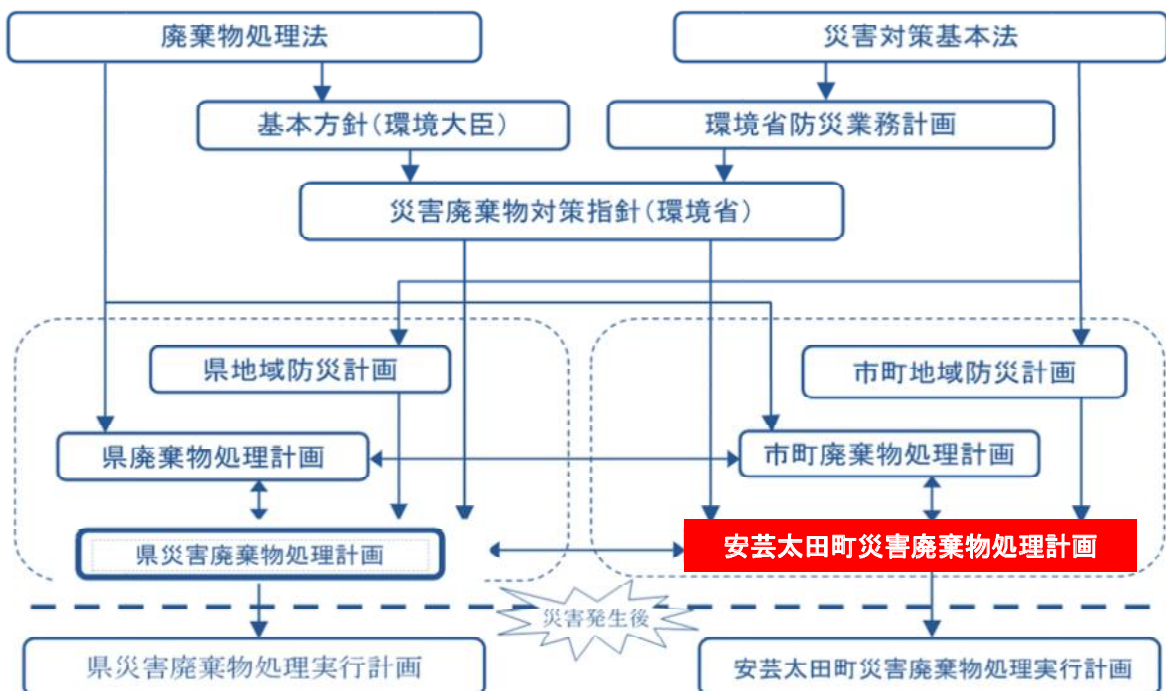 廃棄物処理法
災害対策基本法
基本方針（環境大臣）
環境省防災業務計画
災害廃棄物対策指針（環境省）
県地域防災計画
市町地域防災計画
県廃棄物処理計画
市町廃棄物処理計画
県災害廃棄物処理計画
安芸太田町災害廃棄物処理計画
災害発生後
県災害廃棄物処理実行計画
安芸太田町災害廃棄物処理実行計画